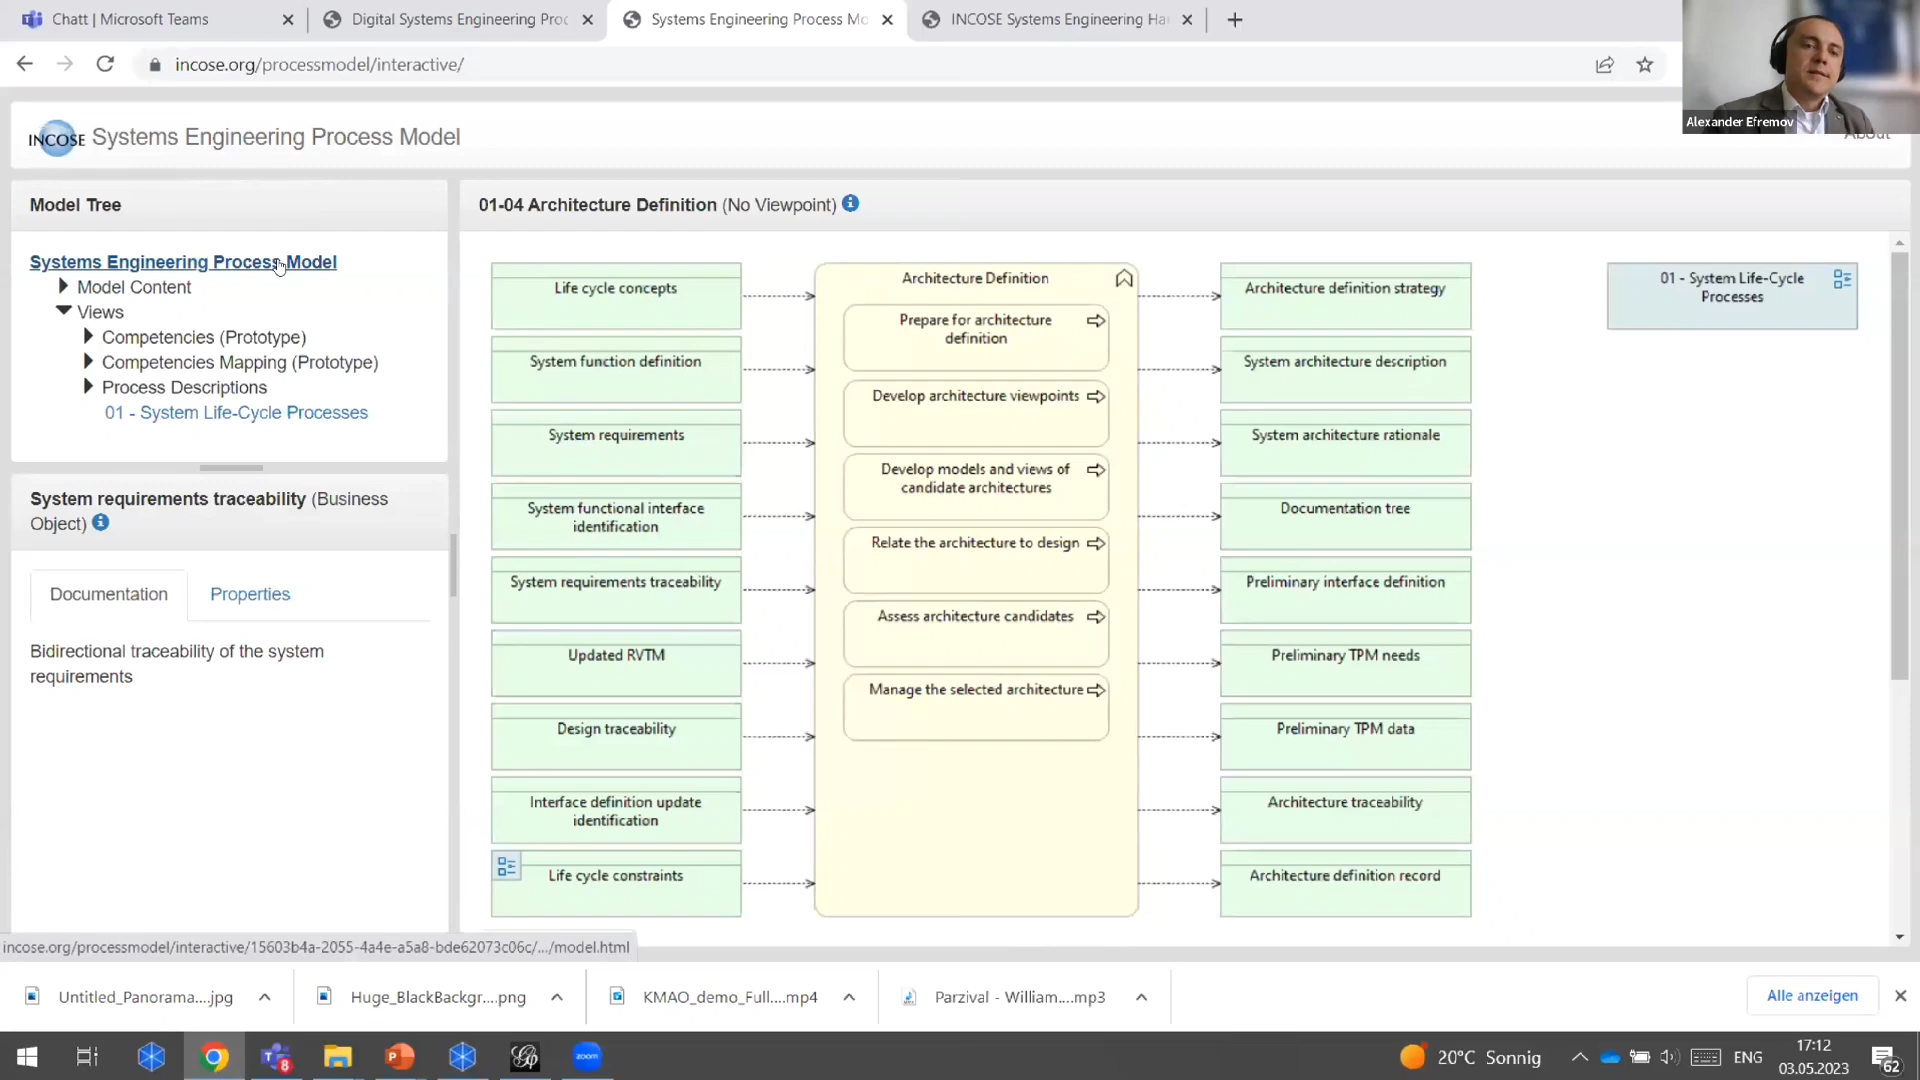 Chatt | Microsoft Teams
Digital Systems Engineering Proc
Systems Engineering Process Mo
INCOSE Systems Engineering Ha
incose.org/processmodel/interactive/
Alexander Efremov
INCOSE Systems Engineering Process Model
About
Model Tree
Systems Engineering Process Model
Model Content
Views
Competencies (Prototype)
Competencies Mapping (Prototype)
Process Descriptions
01 - System Life-Cycle Processes
System requirements traceability (Business
Object)
Documentation
Properties
Bidirectional traceability of the system
requirements
01-04 Architecture Definition (No Viewpoint)
Life cycle concepts
System function definition
System requirements
System functional interface
identification
System requirements traceability
Updated RVTM
Design traceability
Interface definition update
identification
Life cycle constraints
Architecture Definition
Prepare for architecture
definition
Develop architecture viewpoints
Develop models and views of
candidate architectures
Relate the architecture to design
Assess architecture candidates
Manage the selected architecture
Architecture definition strategy
System architecture description
System architecture rationale
Documentation tree
Preliminary interface definition
Preliminary TPM needs
Preliminary TPM data
Architecture traceability
Architecture definition record
01 - System Life-Cycle
Processes
incose.org/processmodel/interactive/15603b4a-2055-4a4e-a5a8-bde62073c06c/.../model.html
Untitled_Panorama....jpg
Huge_BlackBackgr....png
KMAO_demo_Full....mp4
Parzival - William....mp3
Alle anzeigen
8
zoom
20°C Sonnig
ENG
17:12
03.05.2023
62